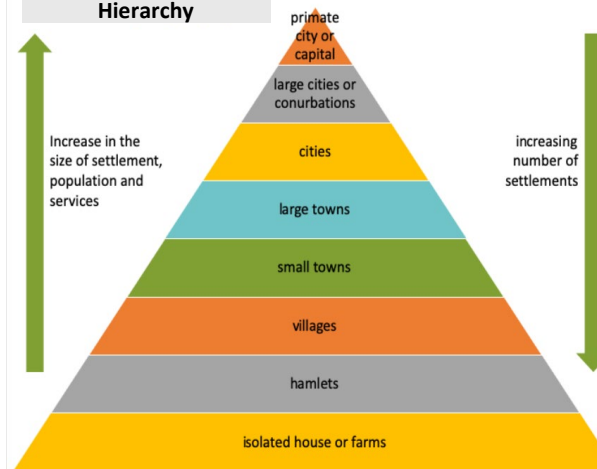 Hierarchy
primate
city or
capital
large cities or
conurbations
Increase in the
size of settlement,
population and
services
increasing
number of
settlements
cities
large towns
small towns
villages
hamlets
isolated house or farms